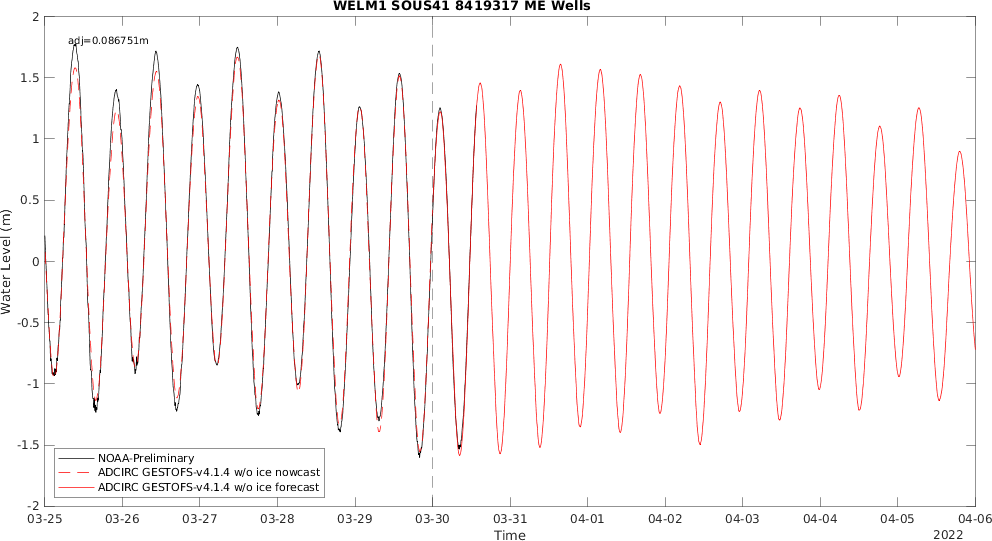 WELM1 SOUS41 8419317 ME Wells
adj=0.086751m
Water Level (m)
2
1.5
1
0.5
0
-0.5
-1
-1.5
-2
NOAA-Preliminary
ADCIRC GESTOFS-v4.1.4 w/o ice nowcast
ADCIRC GESTOFS-v4.1.4 w/o ice forecast
03-25 03-26 03-27 03-28 03-29 03-30 03-31 04-01 04-02 04-03 04-04 04-05 04-06
Time
2022